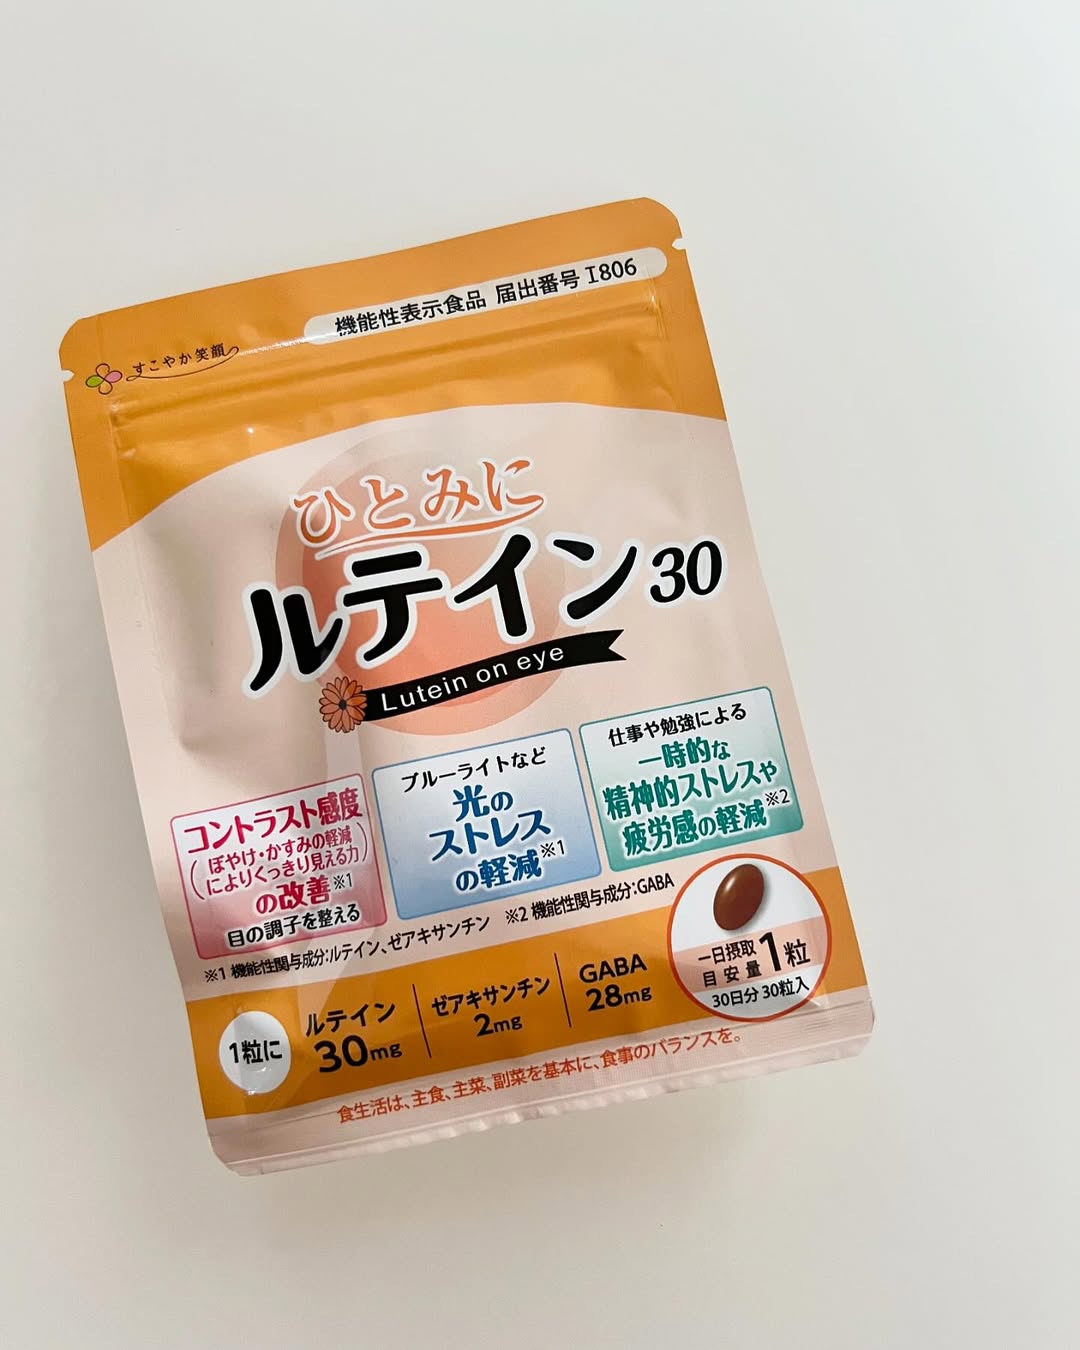 機能性表示食品 届出番号 I806
すこやか笑顔
ひとみに
ルテイン30
Lutein on eye
コントラスト感度
(ぼやけ・かすみの軽減
によりくっきり見える力)
の改善※1
目の調子を整える
ブルーライトなど
光の
ストレス
の軽減※1
仕事や勉強による
一時的な
精神的ストレスや
疲労感の軽減※2
※1 機能性関与成分:ルテイン、ゼアキサンチン ※2 機能性関与成分:GABA
1粒に
ルテイン
30mg
ゼアキサンチン
2mg
GABA
28mg
一日摂取
目安量
1粒
30日分 30粒入
食生活は、主食、主菜、副菜を基本に、食事のバランスを。